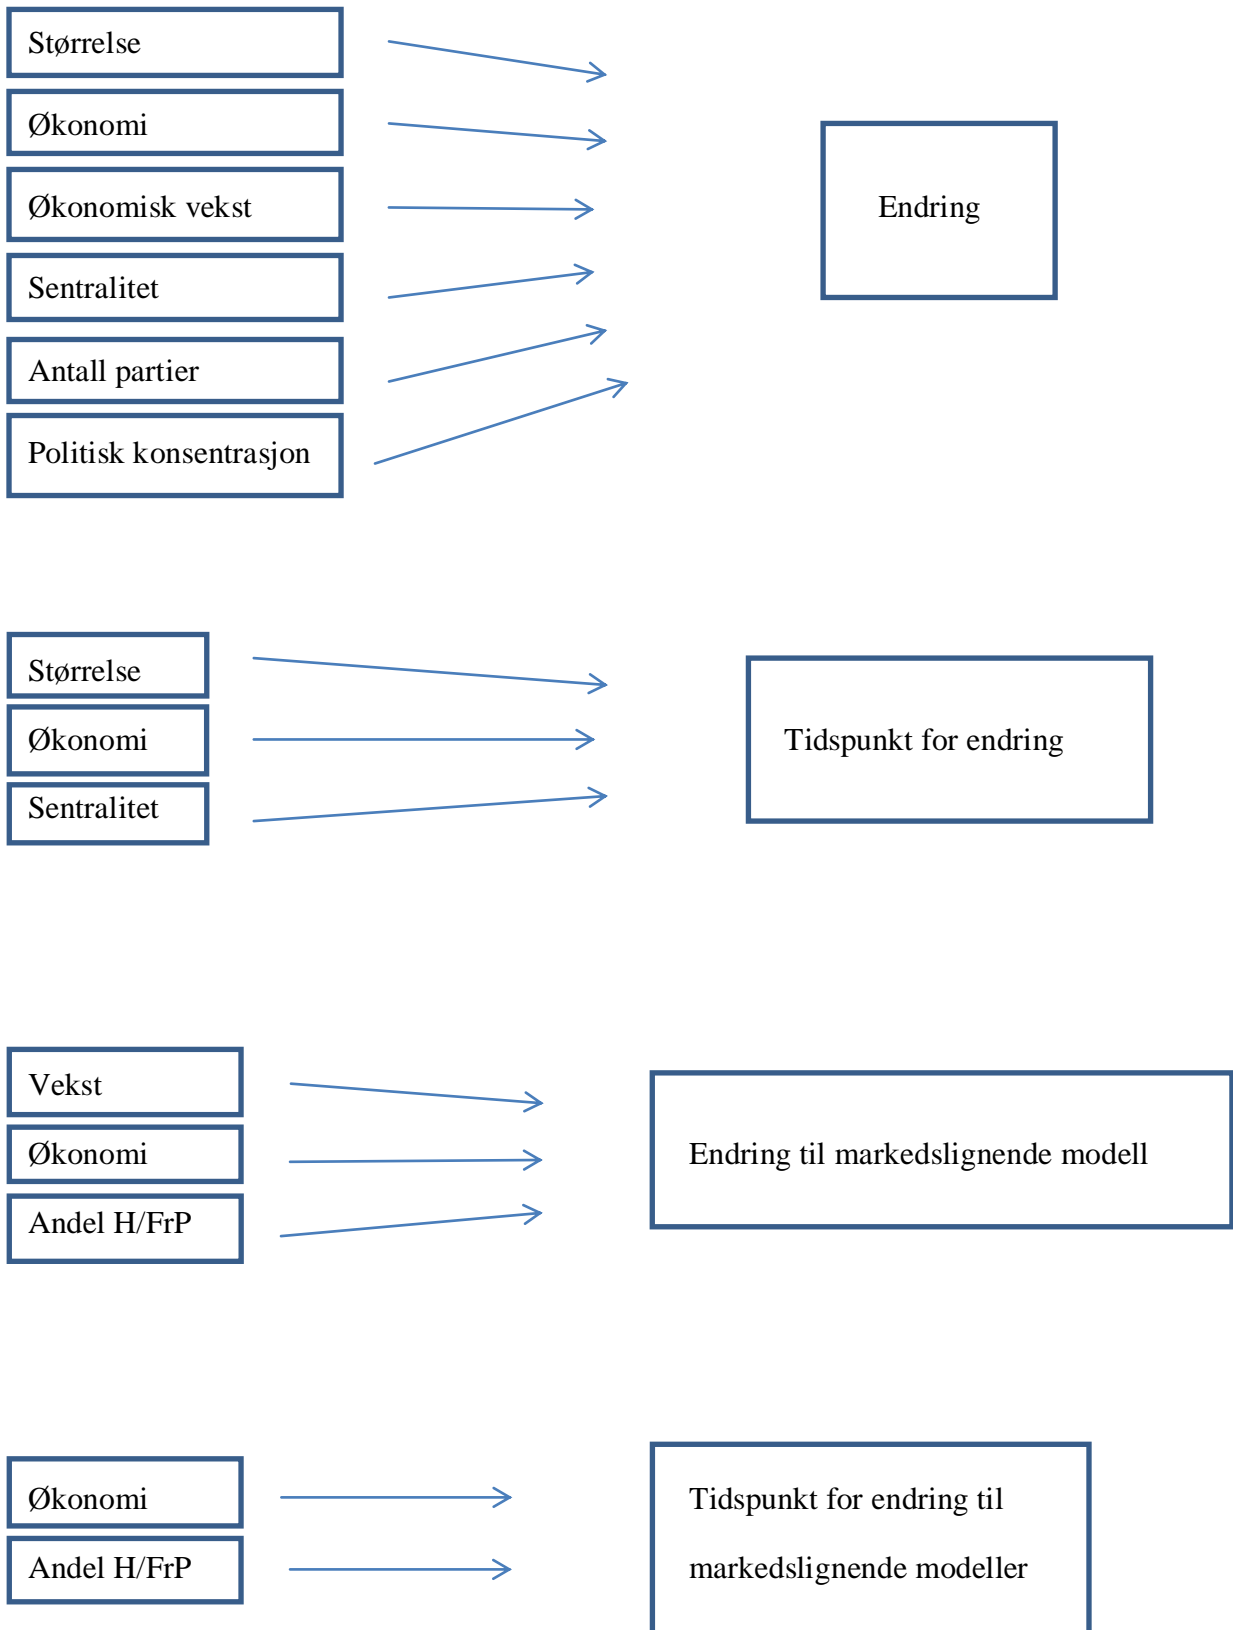 Størrelse
Økonomi
Økonomisk vekst
Endring
Sentralitet
Antall partier
Politisk konsentrasjon
Størrelse
Økonomi
Tidspunkt for endring
Sentralitet
Vekst
Økonomi
Endring til markedslignende modell
Andel H/FrP
Økonomi
Tidspunkt for endring til
markedslignende modeller
Andel H/FrP